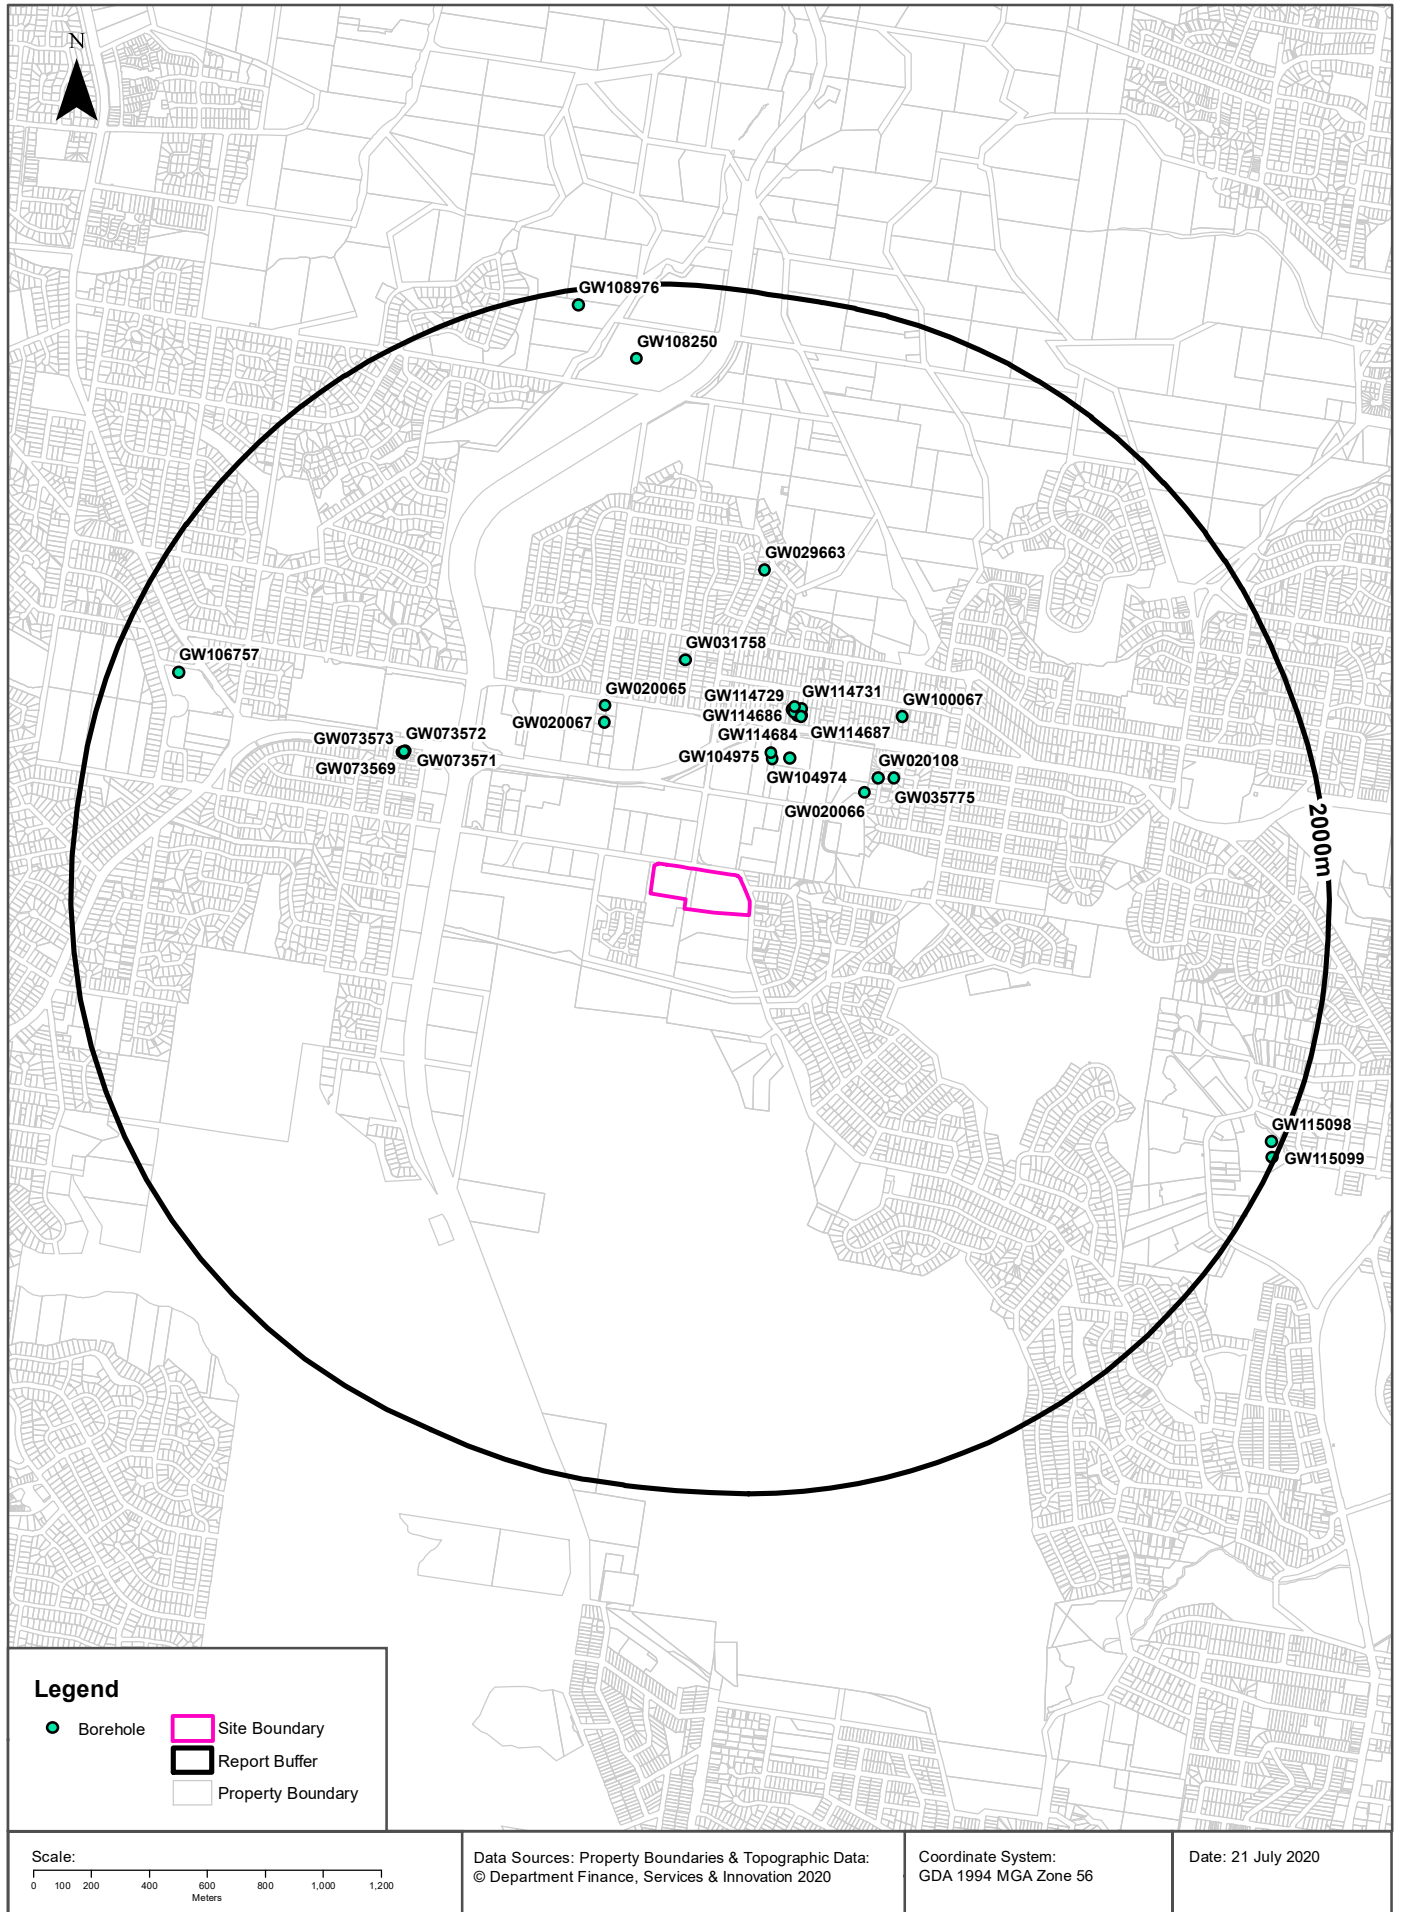 N
GW108976
GW108250
GW029663
GW031758
GW106757
GW020065
GW114729
GW114731
GW100067
GW020067
GW114686
GW114687
GW073573
GW073572
GW114684
GW073569
GW073571
GW104975
GW020108
GW104974
GW035775
GW020066
2000m
GW115098
GW115099
Legend
Borehole
Site Boundary
Report Buffer
Property Boundary
Scale:
0 100 200 400 600 800 1,000 1,200
Meters
Data Sources: Property Boundaries & Topographic Data:
© Department Finance, Services & Innovation 2020
Coordinate System:
GDA 1994 MGA Zone 56
Date: 21 July 2020